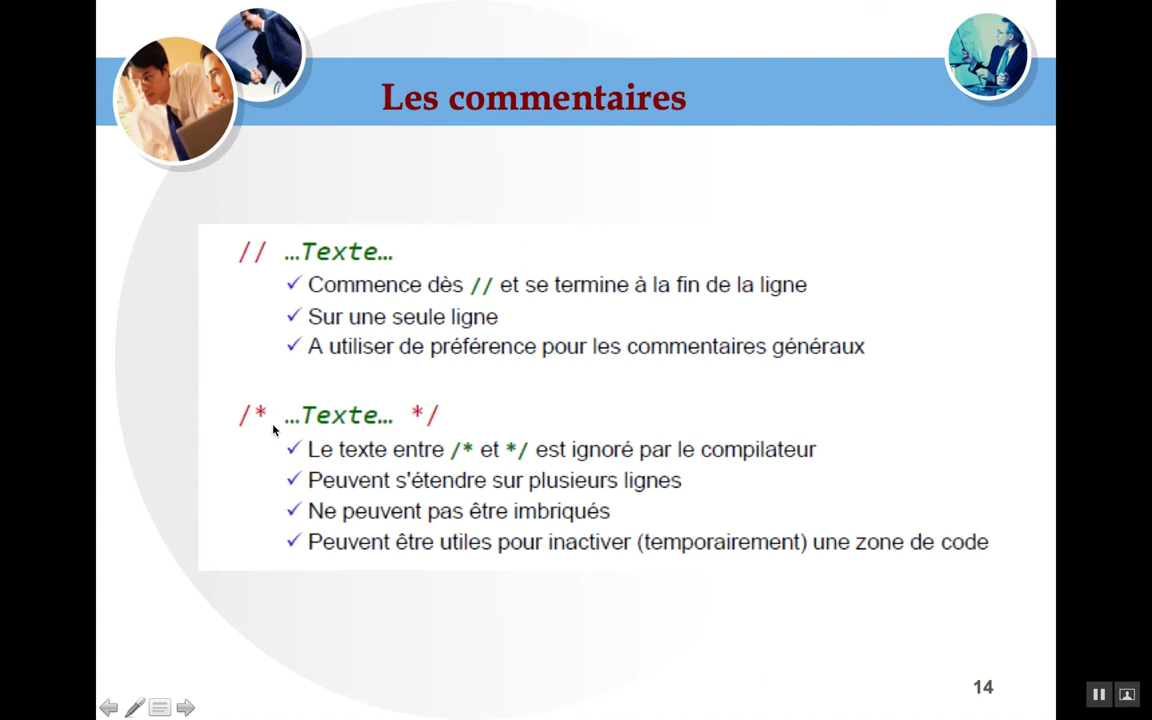 Les commentaires
// …Texte…
✓ Commence dès // et se termine à la fin de la ligne
✓ Sur une seule ligne
✓ A utiliser de préférence pour les commentaires généraux
/* …Texte… */
✓ Le texte entre /* et */ est ignoré par le compilateur
✓ Peuvent s'étendre sur plusieurs lignes
✓ Ne peuvent pas être imbriqués
✓ Peuvent être utiles pour inactiver (temporairement) une zone de code
14